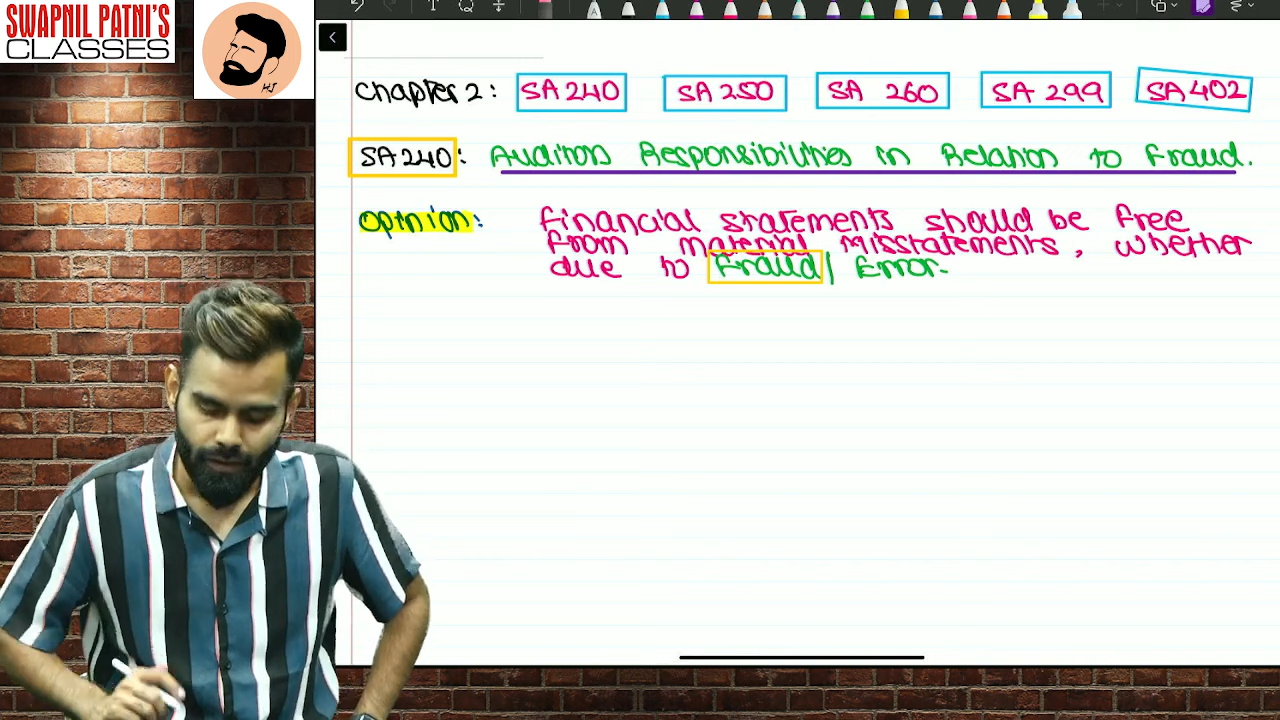 SWAPNIL PATNI'S
CLASSES
HJ
Chapter 2: SA 240 SA 250 SA 260 SA 299 SA 402
SA 240: Auditors Responsibilities in Relation to Fraud.
Opinion: Financial statements should be free
from material Misstatements, whether
due to Fraud | Error.